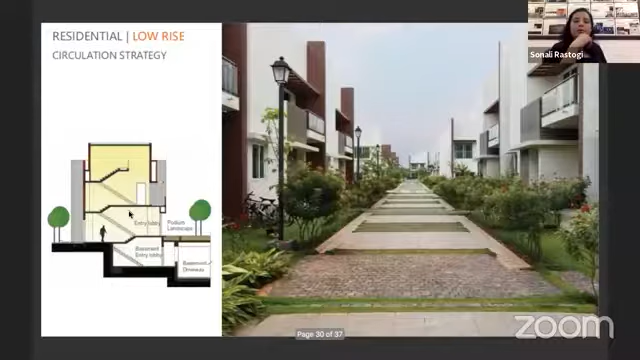 RESIDENTIAL | LOW RISE
CIRCULATION STRATEGY
Sonali Rastogi
Entry lobby
Podium
Landscape
Basement
Entry lobby
Basement
Driveway
Page 30 of 37
zoom